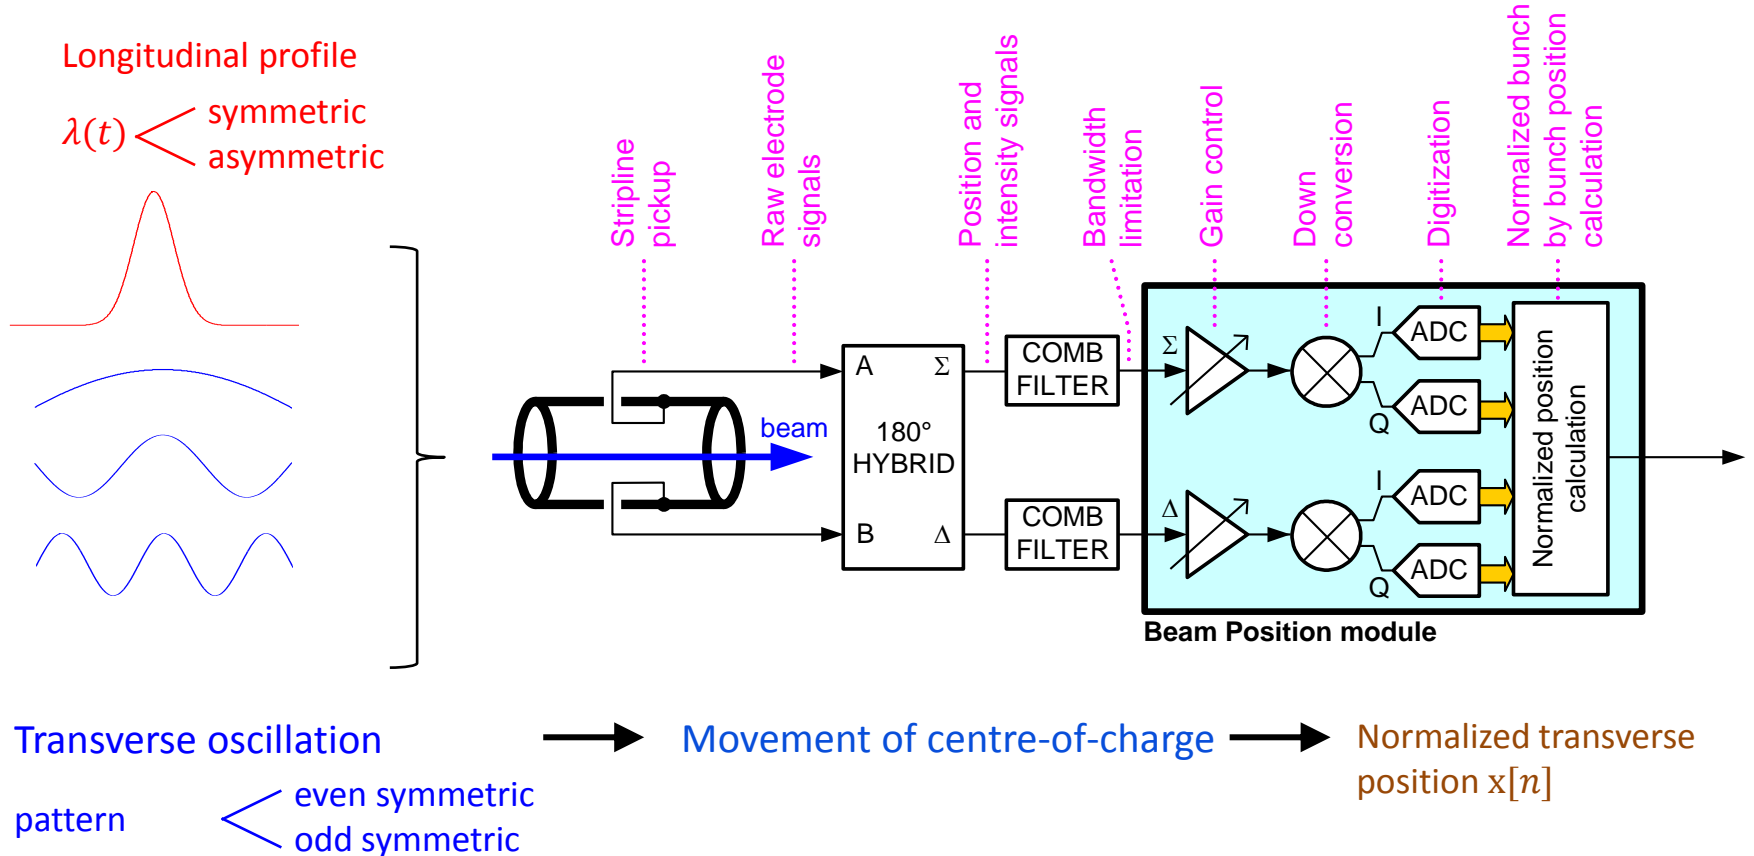 Longitudinal profile
λ(t)
symmetric
asymmetric
Stripline
pickup
Raw electrode
signals
Position and
intensity signals
Bandwidth
limitation
Gain control
Down
conversion
Digitization
Normalized bunch
by bunch position
calculation
A
Σ
180°
HYBRID
B
Δ
beam
COMB
FILTER
COMB
FILTER
Σ
Δ
I
ADC
Q
ADC
I
ADC
Q
ADC
Normalized position
calculation
Beam Position module
Transverse oscillation
pattern
even symmetric
odd symmetric
Movement of centre-of-charge
Normalized transverse
position x[n]